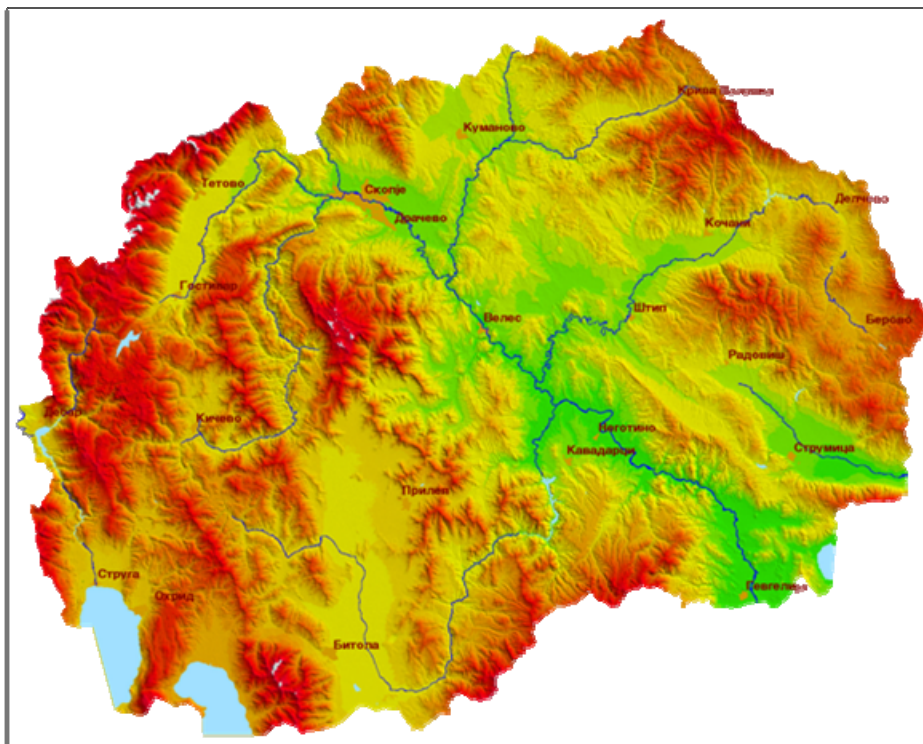 Крива Паланка
Куманово
Тетово
Скопје
Делчево
Драчево
Кочани
Гостивар
Штип
Велес
Берово
Радовиш
Дебар
Кичево
Неготино
Струмица
Кавадарци
Прилеп
Струга
Охрид
Гевгелија
Битола